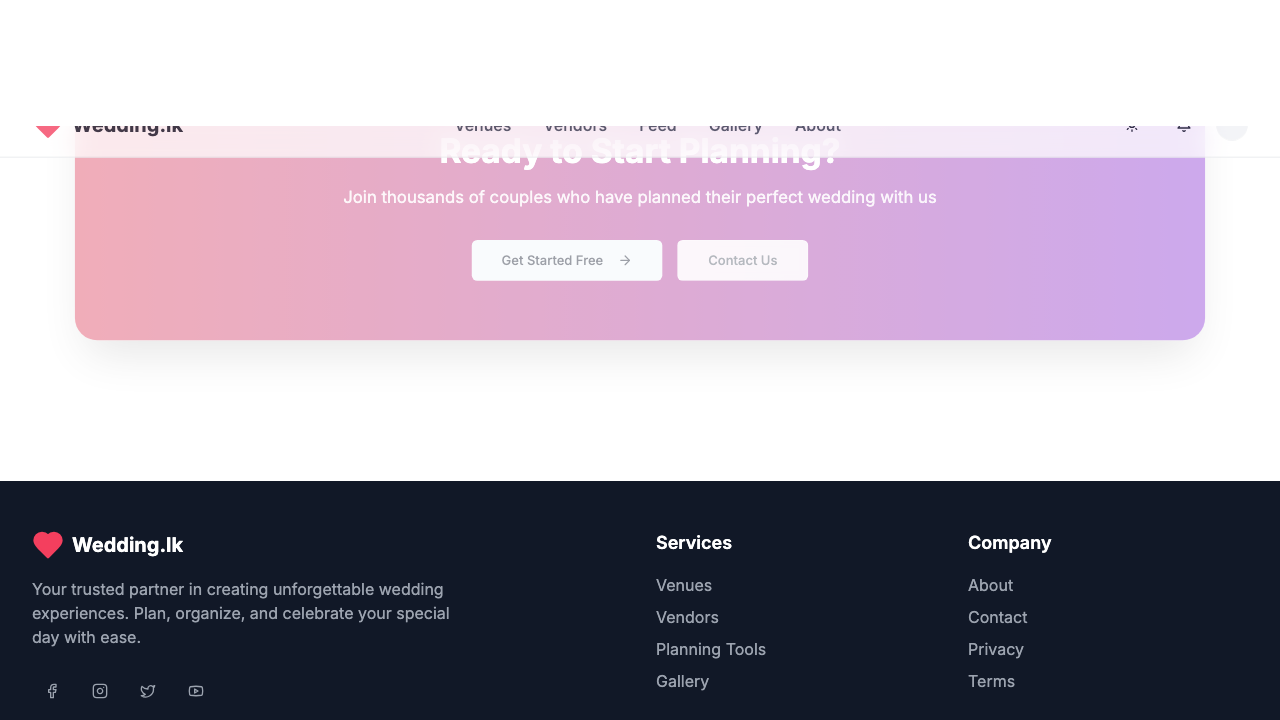 Wedding.lk
Venues Vendors Feed Gallery About
Ready to Start Planning?
Join thousands of couples who have planned their perfect wedding with us
Get Started Free
Contact Us
Wedding.lk
Your trusted partner in creating unforgettable wedding
experiences. Plan, organize, and celebrate your special
day with ease.
Services
Venues
Vendors
Planning Tools
Gallery
Company
About
Contact
Privacy
Terms